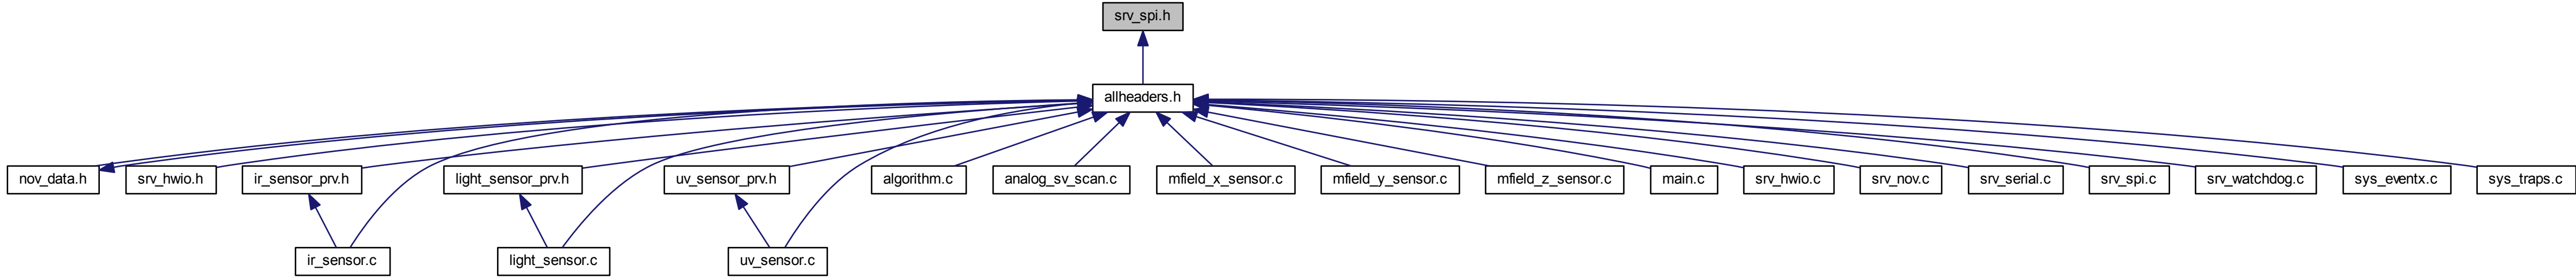 srv_spi.h
allheaders.h
nov_data.h
srv_hwio.h
ir_sensor_prv.h
light_sensor_prv.h
uv_sensor_prv.h
algorithm.c
analog_sv_scan.c
mfield_x_sensor.c
mfield_y_sensor.c
mfield_z_sensor.c
main.c
srv_hwio.c
srv_nov.c
srv_serial.c
srv_spi.c
srv_watchdog.c
sys_eventx.c
sys_traps.c
ir_sensor.c
light_sensor.c
uv_sensor.c